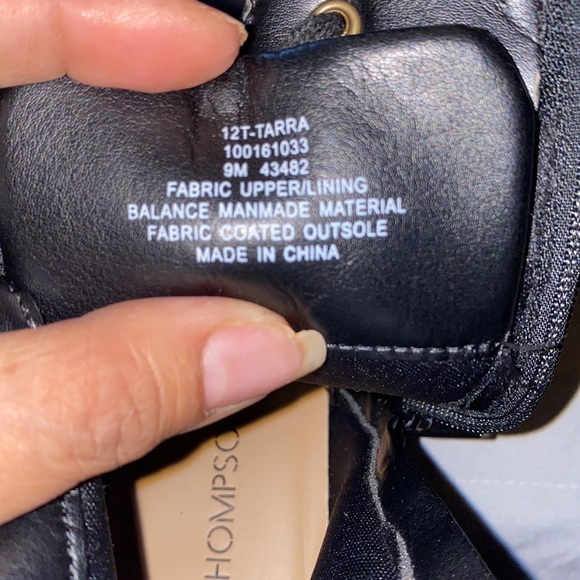 12T-TARRA
100161033
9M 43482
FABRIC UPPER/LINING
BALANCE MANMADE MATERIAL
FABRIC COATED OUTSOLE
MADE IN CHINA
HOMPSO